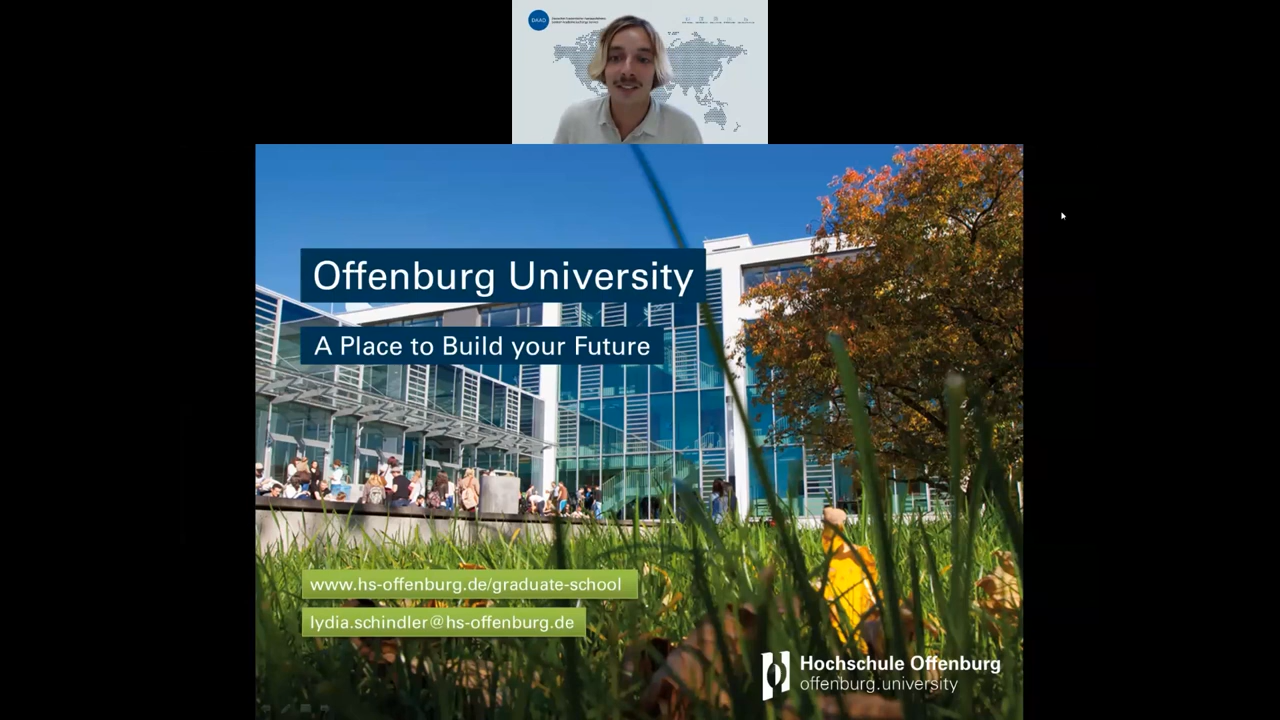 DAAD
Offenburg University
A Place to Build your Future
www.hs-offenburg.de/graduate-school
lydia.schindler@hs-offenburg.de
Hochschule Offenburg
offenburg.university